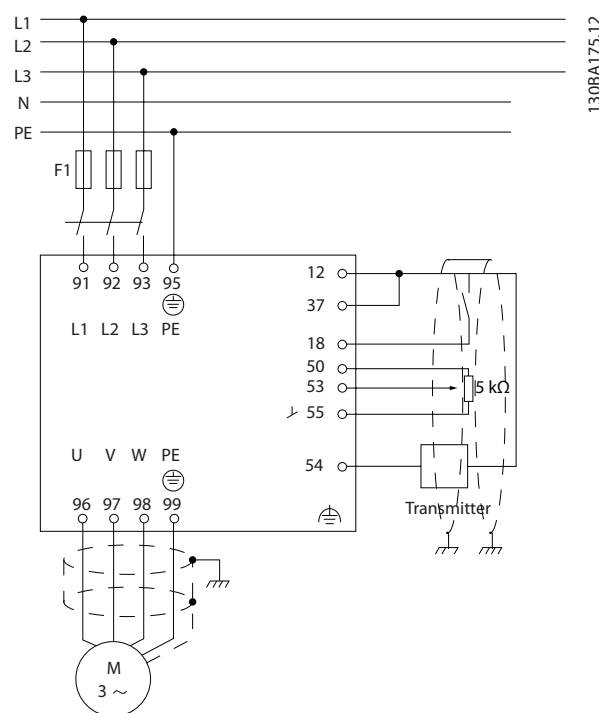 L1
L2
L3
N
PE
130BA175.12
F1
91 92 93 95
L1 L2 L3 PE
12
37
18
50
53
55
5 kΩ
54
Transmitter
U V W PE
96 97 98 99
M
3 ~